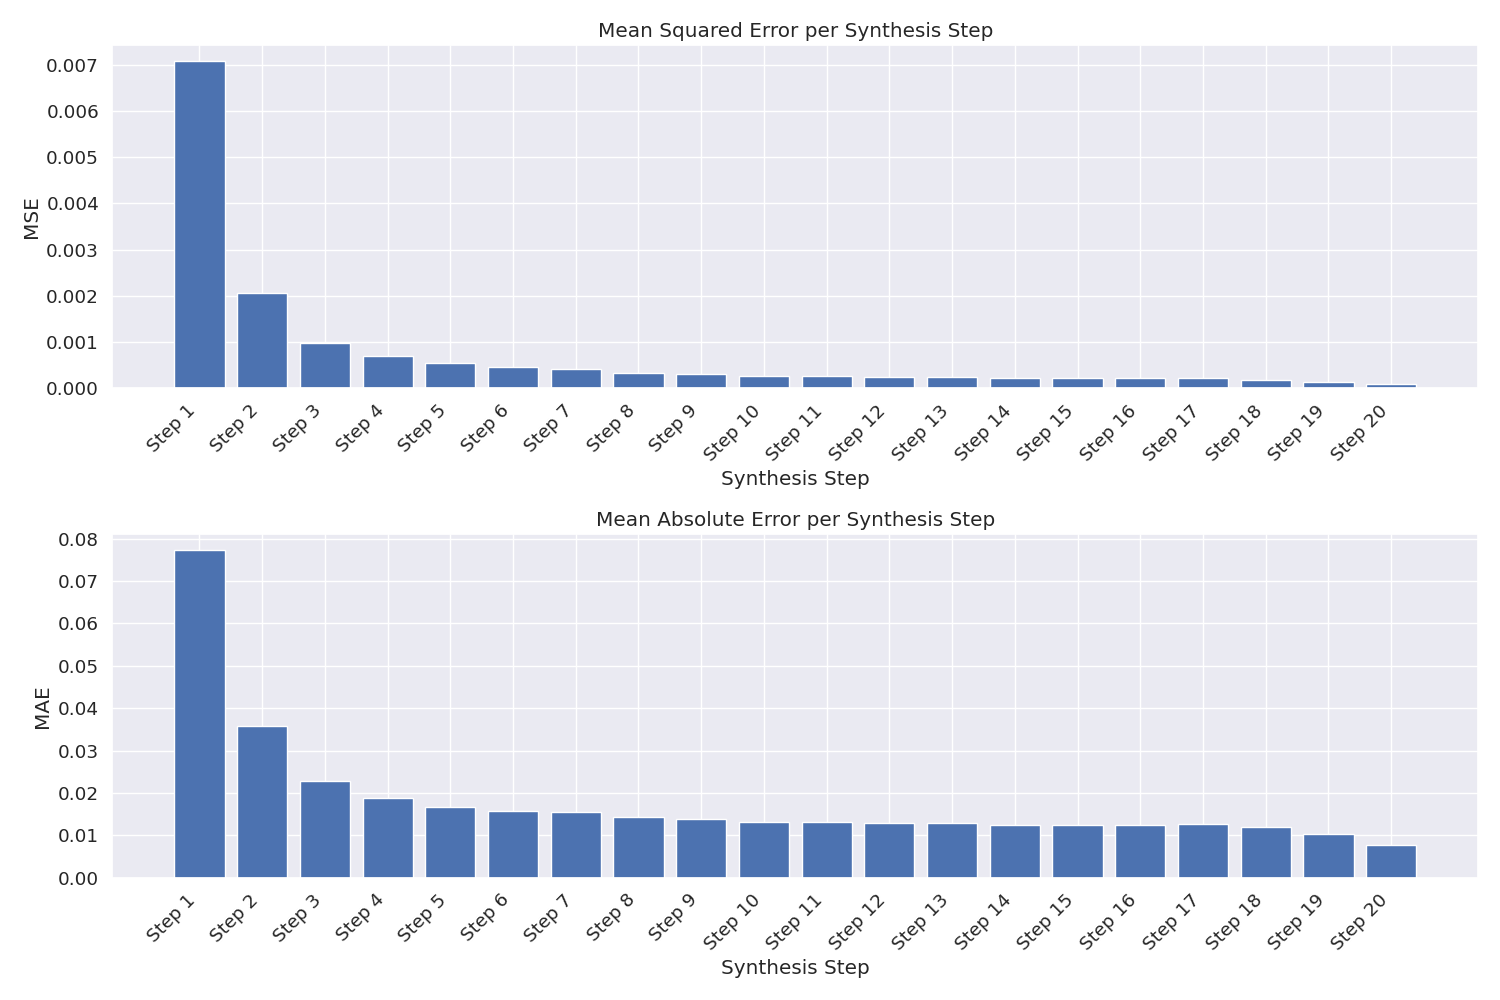 Mean Squared Error per Synthesis Step
MSE
0.007
0.006
0.005
0.004
0.003
0.002
0.001
0.000
Step 1
Step 2
Step 3
Step 4
Step 5
Step 6
Step 7
Step 8
Step 9
Step 10
Step 11
Step 12
Step 13
Step 14
Step 15
Step 16
Step 17
Step 18
Step 19
Step 20
Synthesis Step
Mean Absolute Error per Synthesis Step
MAE
0.08
0.07
0.06
0.05
0.04
0.03
0.02
0.01
0.00
Step 1
Step 2
Step 3
Step 4
Step 5
Step 6
Step 7
Step 8
Step 9
Step 10
Step 11
Step 12
Step 13
Step 14
Step 15
Step 16
Step 17
Step 18
Step 19
Step 20
Synthesis Step